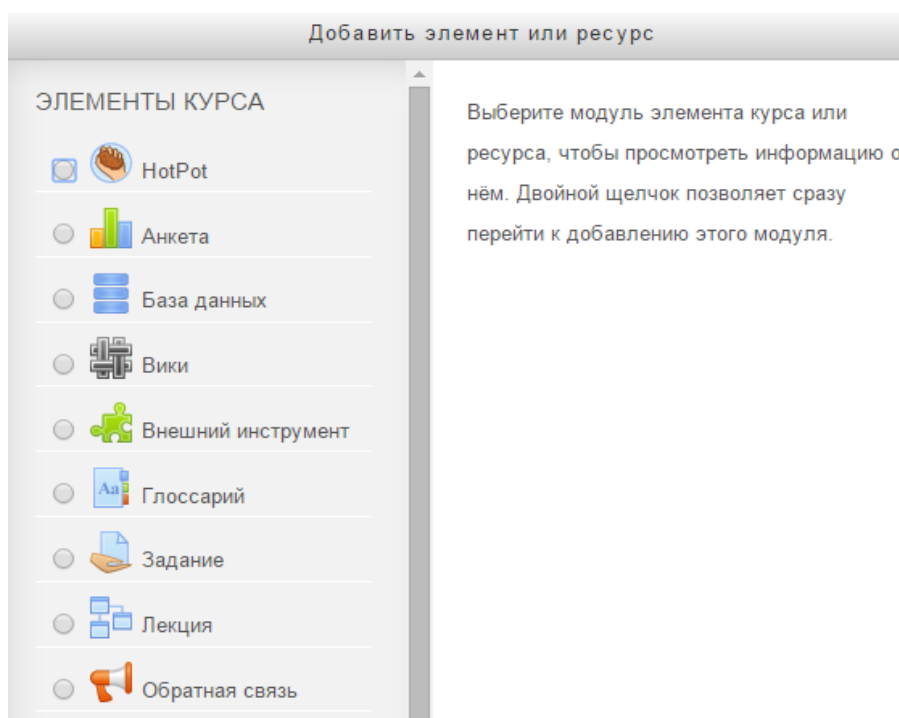 Добавить элемент или ресурс
ЭЛЕМЕНТЫ КУРСА
HotPot
Анкета
База данных
Вики
Внешний инструмент
Aa
Глоссарий
Задание
Лекция
Обратная связь
Выберите модуль элемента курса или
ресурса, чтобы просмотреть информацию о
нём. Двойной щелчок позволяет сразу
перейти к добавлению этого модуля.